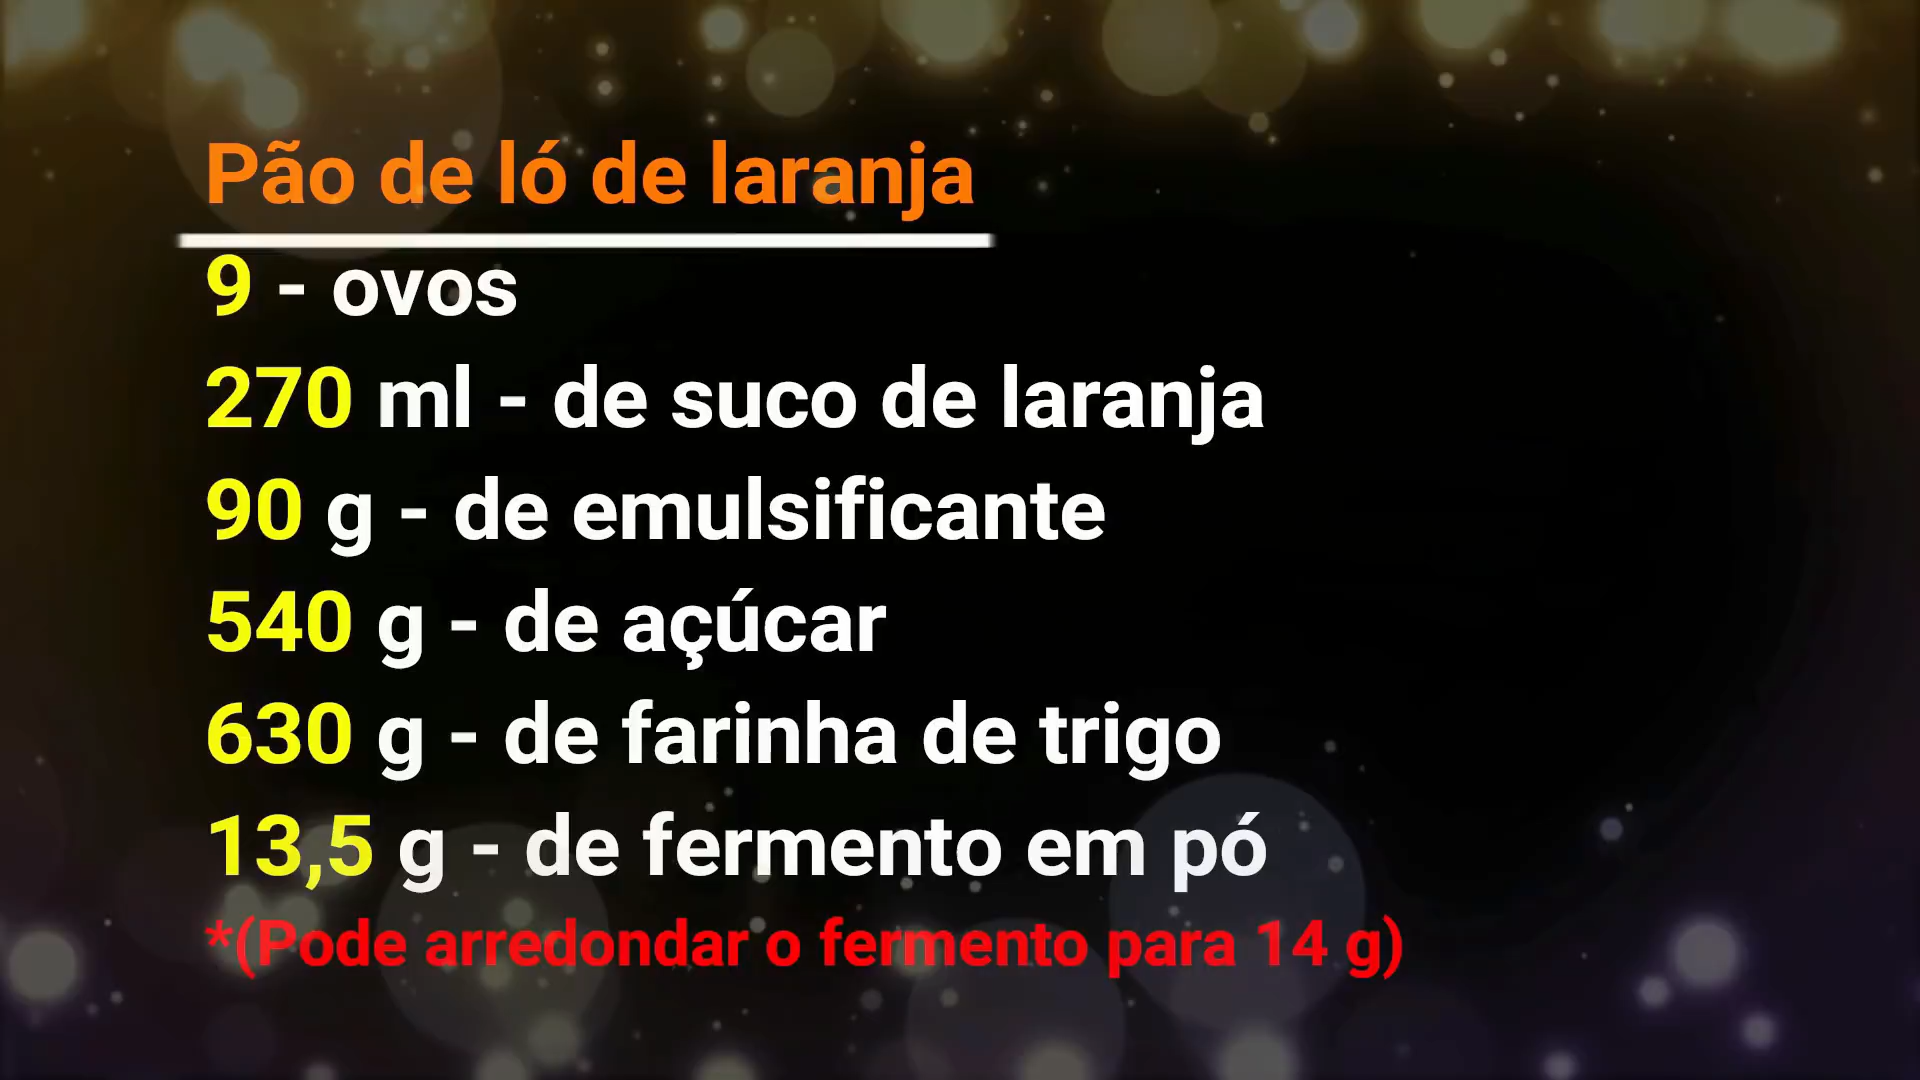 Pão de ló de laranja
9 - ovos
270 ml - de suco de laranja
90 g - de emulsificante
540 g - de açúcar
630 g - de farinha de trigo
13,5 g - de fermento em pó
*(Pode arredondar o fermento para 14 g)